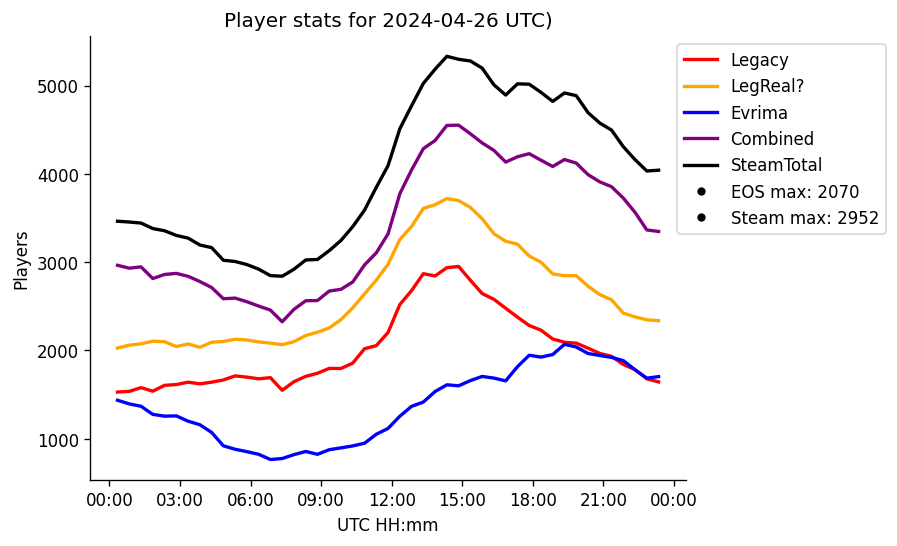 Player stats for 2024-04-26 UTC)
Legacy
LegReal?
Evrima
Combined
SteamTotal
EOS max: 2070
Steam max: 2952
Players
5000
4000
3000
2000
1000
00:00 03:00 06:00 09:00 12:00 15:00 18:00 21:00 00:00
UTC HH:mm